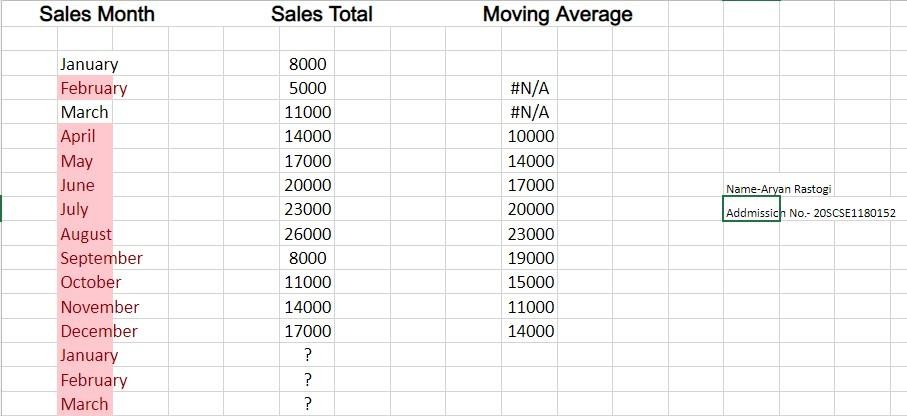 Sales Month Sales Total Moving Average
January 8000
February 5000 #N/A
March 11000 #N/A
April 14000 10000
May 17000 14000
June 20000 17000
Name-Aryan Rastogi
July 23000 20000
Addmission No.- 20SCSE1180152
August 26000 23000
September 8000 19000
October 11000 15000
November 14000 11000
December 17000 14000
January ?
February ?
March ?